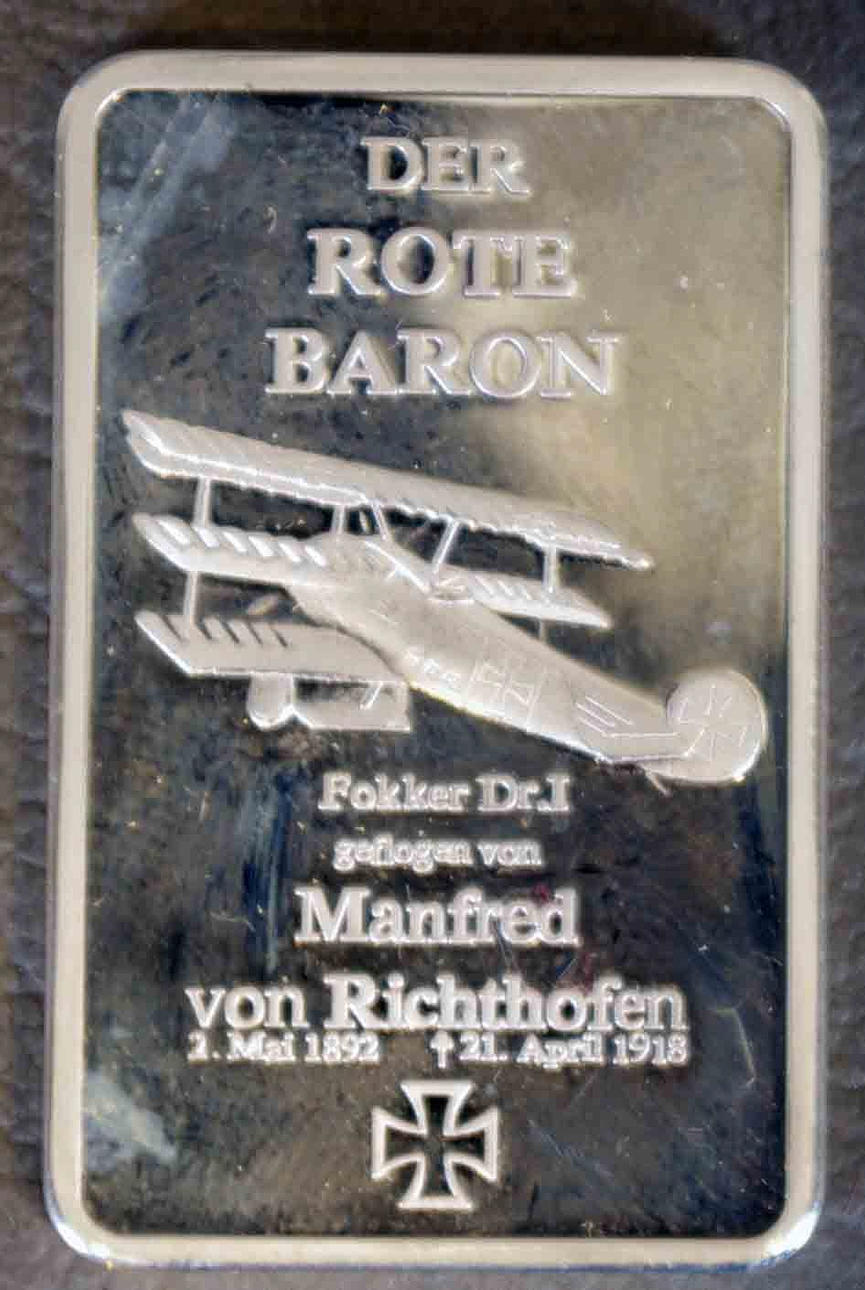 DER
ROTE
BARON
Fokker Dr.I
geflogen von
Manfred
von Richthofen
2. Mai 1892 †21. April 1918